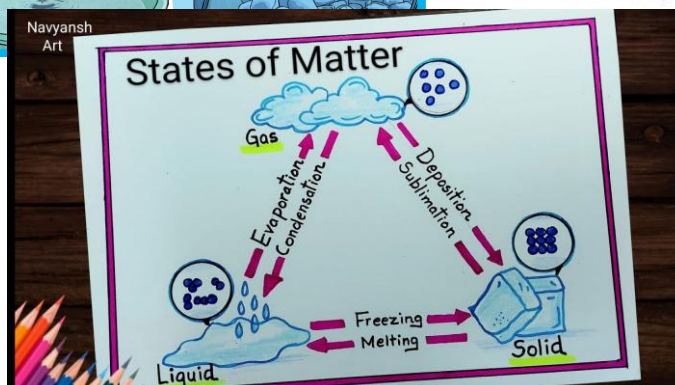 Navyansh
Art
States of Matter
Gas
Evaporation
Condensation
Deposition
Sublimation
Freezing
Melting
Liquid
Solid